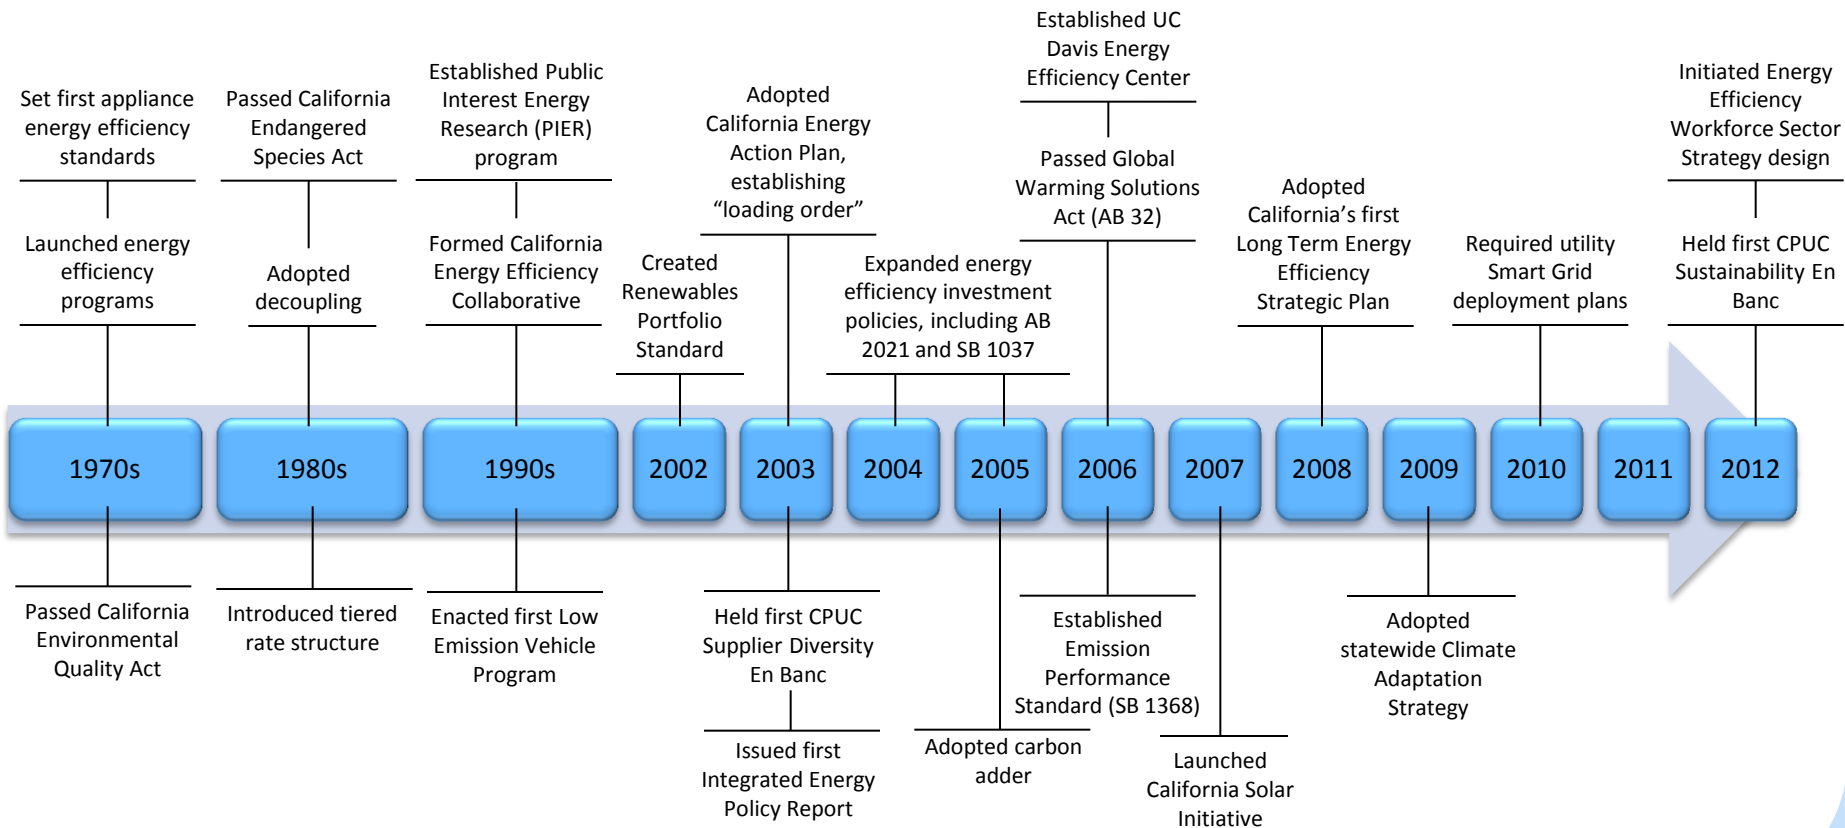 Set first appliance
energy efficiency
standards
Launched energy
efficiency
programs
Passed California
Endangered
Species Act
Adopted
decoupling
Established Public
Interest Energy
Research (PIER)
program
Formed California
Energy Efficiency
Collaborative
Created
Renewables
Portfolio
Standard
Adopted
California Energy
Action Plan,
establishing
“loading order”
Expanded energy
efficiency investment
policies, including AB
2021 and SB 1037
Established UC
Davis Energy
Efficiency Center
Passed Global
Warming Solutions
Act (AB 32)
Adopted
California’s first
Long Term Energy
Efficiency
Strategic Plan
Required utility
Smart Grid
deployment plans
Initiated Energy
Efficiency
Workforce Sector
Strategy design
Held first CPUC
Sustainability En
Banc
1970s
1980s
1990s
2002
2003
2004
2005
2006
2007
2008
2009
2010
2011
2012
Passed California
Environmental
Quality Act
Introduced tiered
rate structure
Enacted first Low
Emission Vehicle
Program
Held first CPUC
Supplier Diversity
En Banc
Issued first
Integrated Energy
Policy Report
Adopted carbon
adder
Established
Emission
Performance
Standard (SB 1368)
Launched
California Solar
Initiative
Adopted
statewide Climate
Adaptation
Strategy